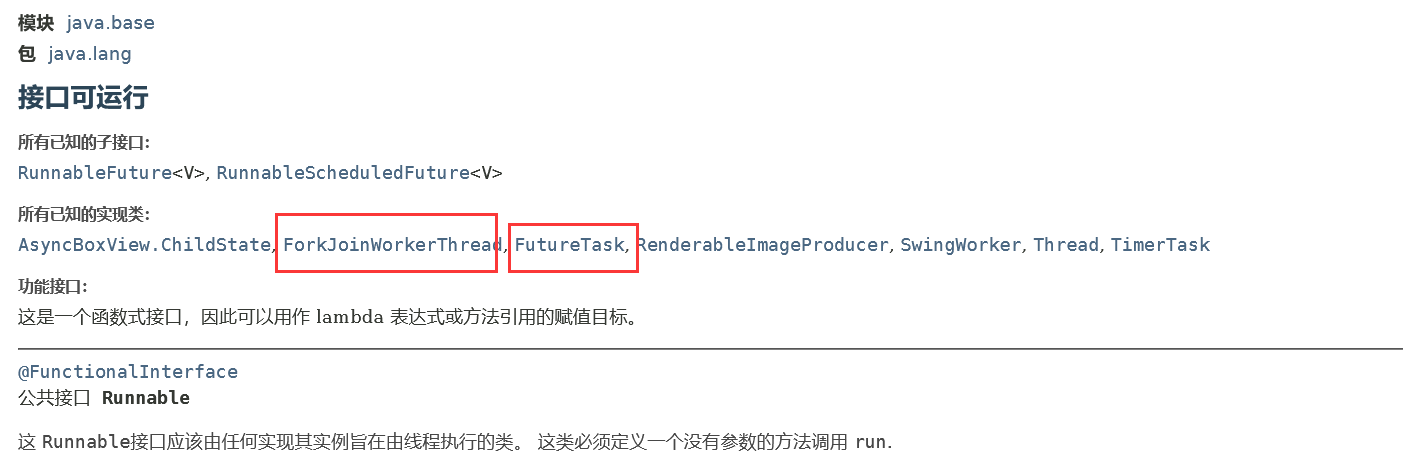 模块 java.base
包 java.lang
接口可运行
所有已知的子接口：
RunnableFuture<V>, RunnableScheduledFuture<V>
所有已知的实现类：
AsyncBoxView.ChildState, ForkJoinWorkerThread, FutureTask, RenderableImageProducer, SwingWorker, Thread, TimerTask
功能接口：
这是一个函数式接口，因此可以用作 lambda 表达式或方法引用的赋值目标。
@FunctionalInterface
公共接口 Runnable
这 Runnable接口应该由任何实现其实例旨在由线程执行的类。 这类必须定义一个没有参数的方法调用 run.